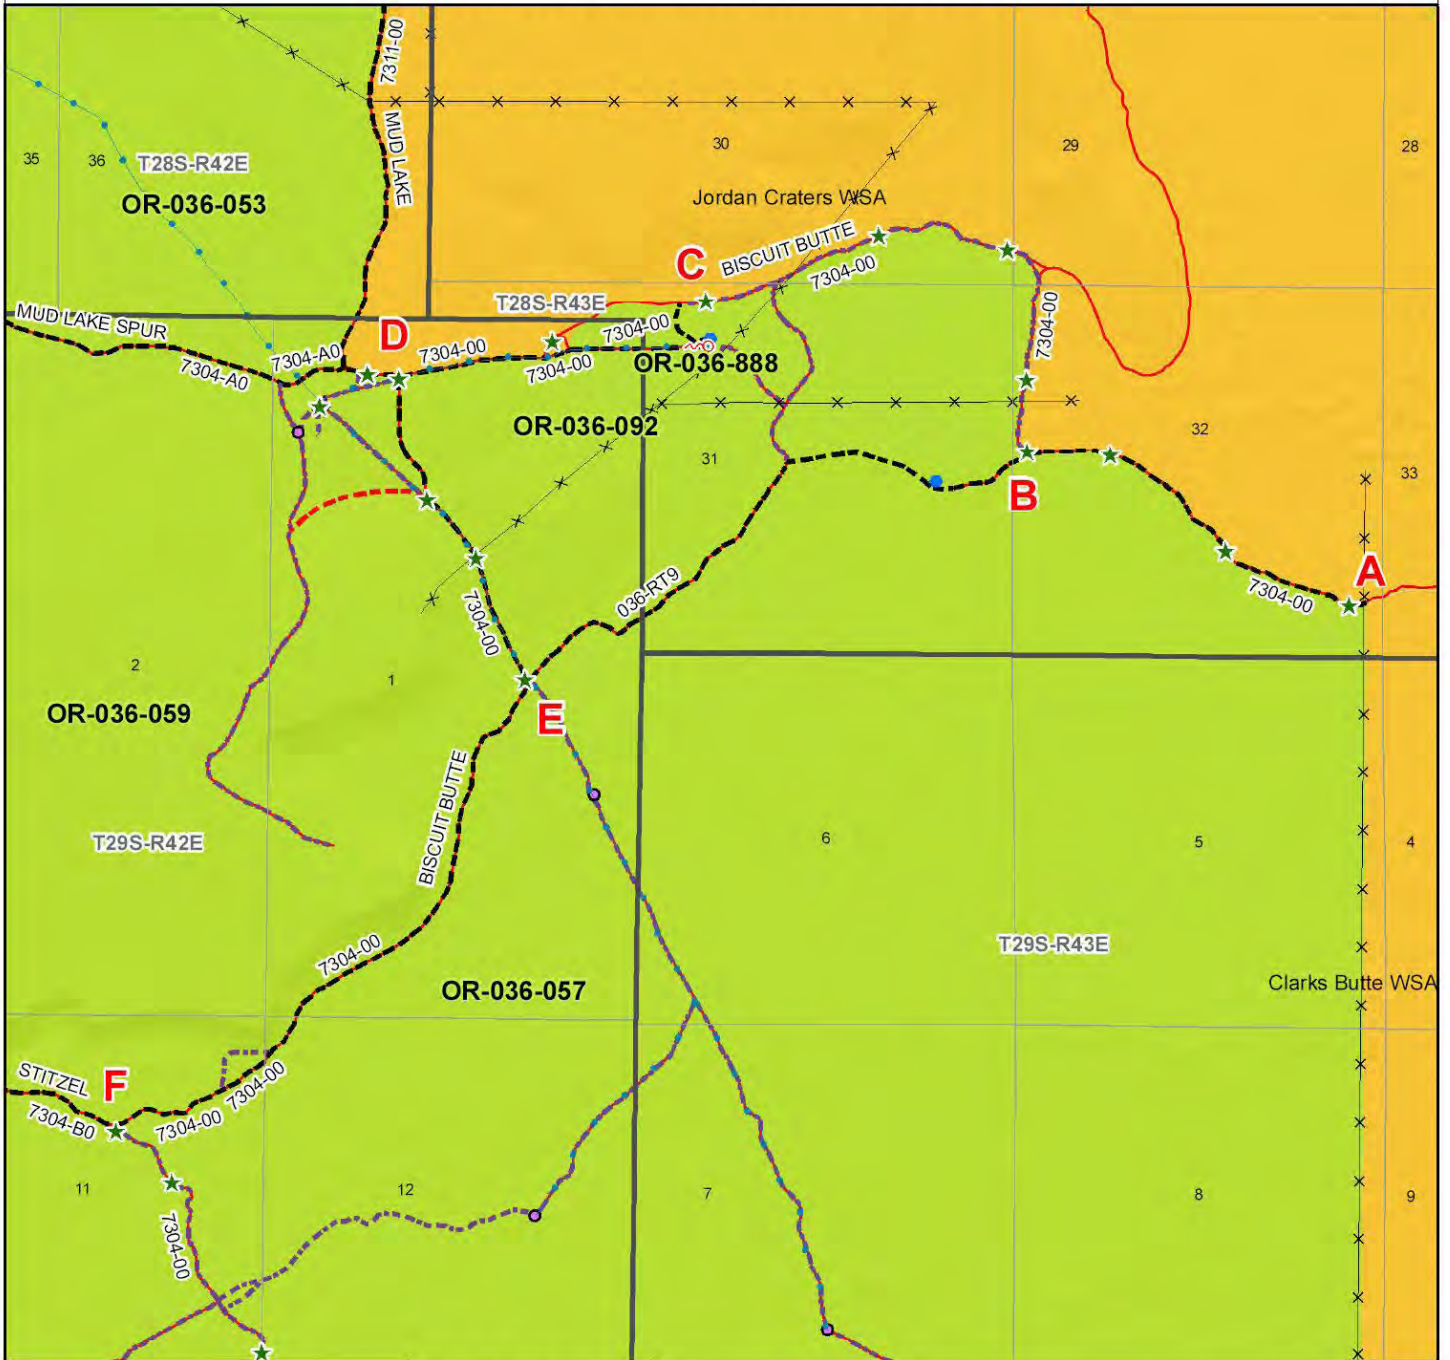 7311-00
MUD LAKE
30
29
28
35
36
T28S-R42E
OR-036-053
Jordan Craters WSA
C
BISCUIT BUTTE
7304-00
T28S-R43E
7304-00
MUD LAKE SPUR
D
7304-00
7304-A0
7304-00
7304-A0
7304-00
OR-036-888
OR-036-092
31
32
33
B
A
7304-00
036-RT9
7304-00
2
1
OR-036-059
E
BISCUIT BUTTE
T29S-R42E
6
5
4
T29S-R43E
7304-00
OR-036-057
Clarks Butte WSA
STITZEL
F
7304-00
7304-B0
7304-00
11
12
7
8
9
7304-00